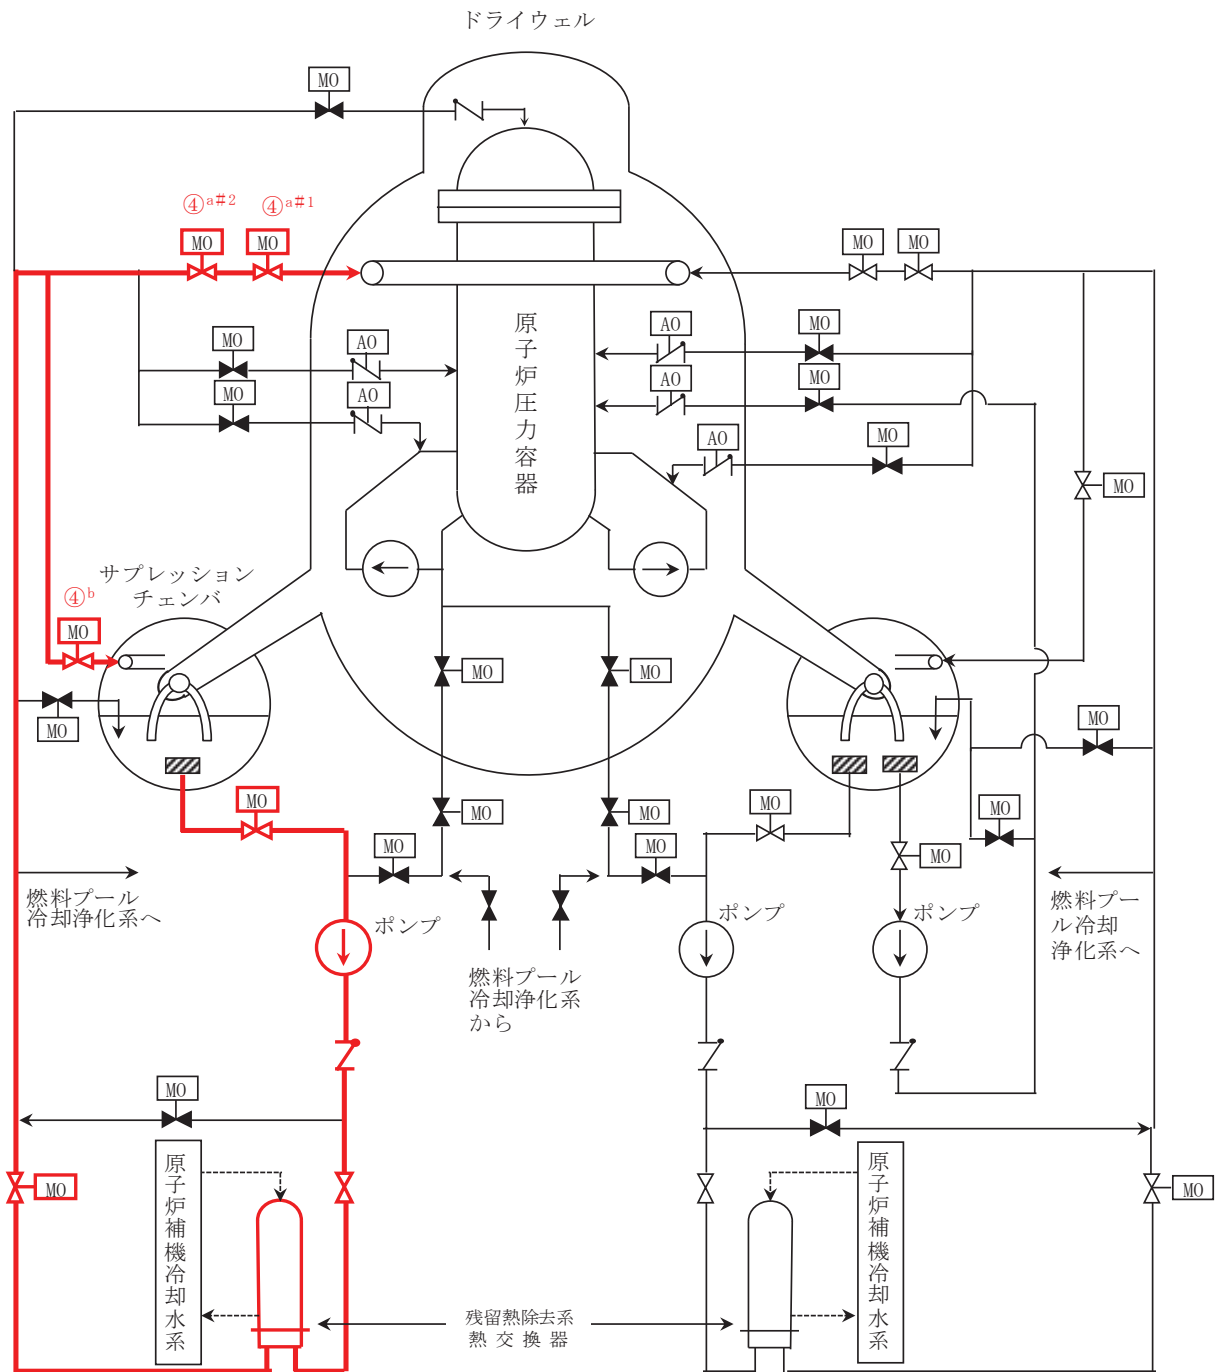 ドライウェル
MO
④a#2
④a#1
MO
MO
MO
MO
原子炉圧力容器
MO
AO
AO
MO
MO
AO
AO
MO
AO
MO
MO
サプレッション
チェンバ
④b
MO
MO
MO
MO
MO
MO
MO
MO
MO
MO
MO
MO
MO
MO
燃料プール
冷却浄化系へ
ポンプ
燃料プール
冷却浄化系
から
ポンプ
ポンプ
燃料プー
ル冷却
浄化系へ
MO
MO
MO
MO
原子炉補機冷却水系
原子炉補機冷却水系
残留熱除去系
熱交換器